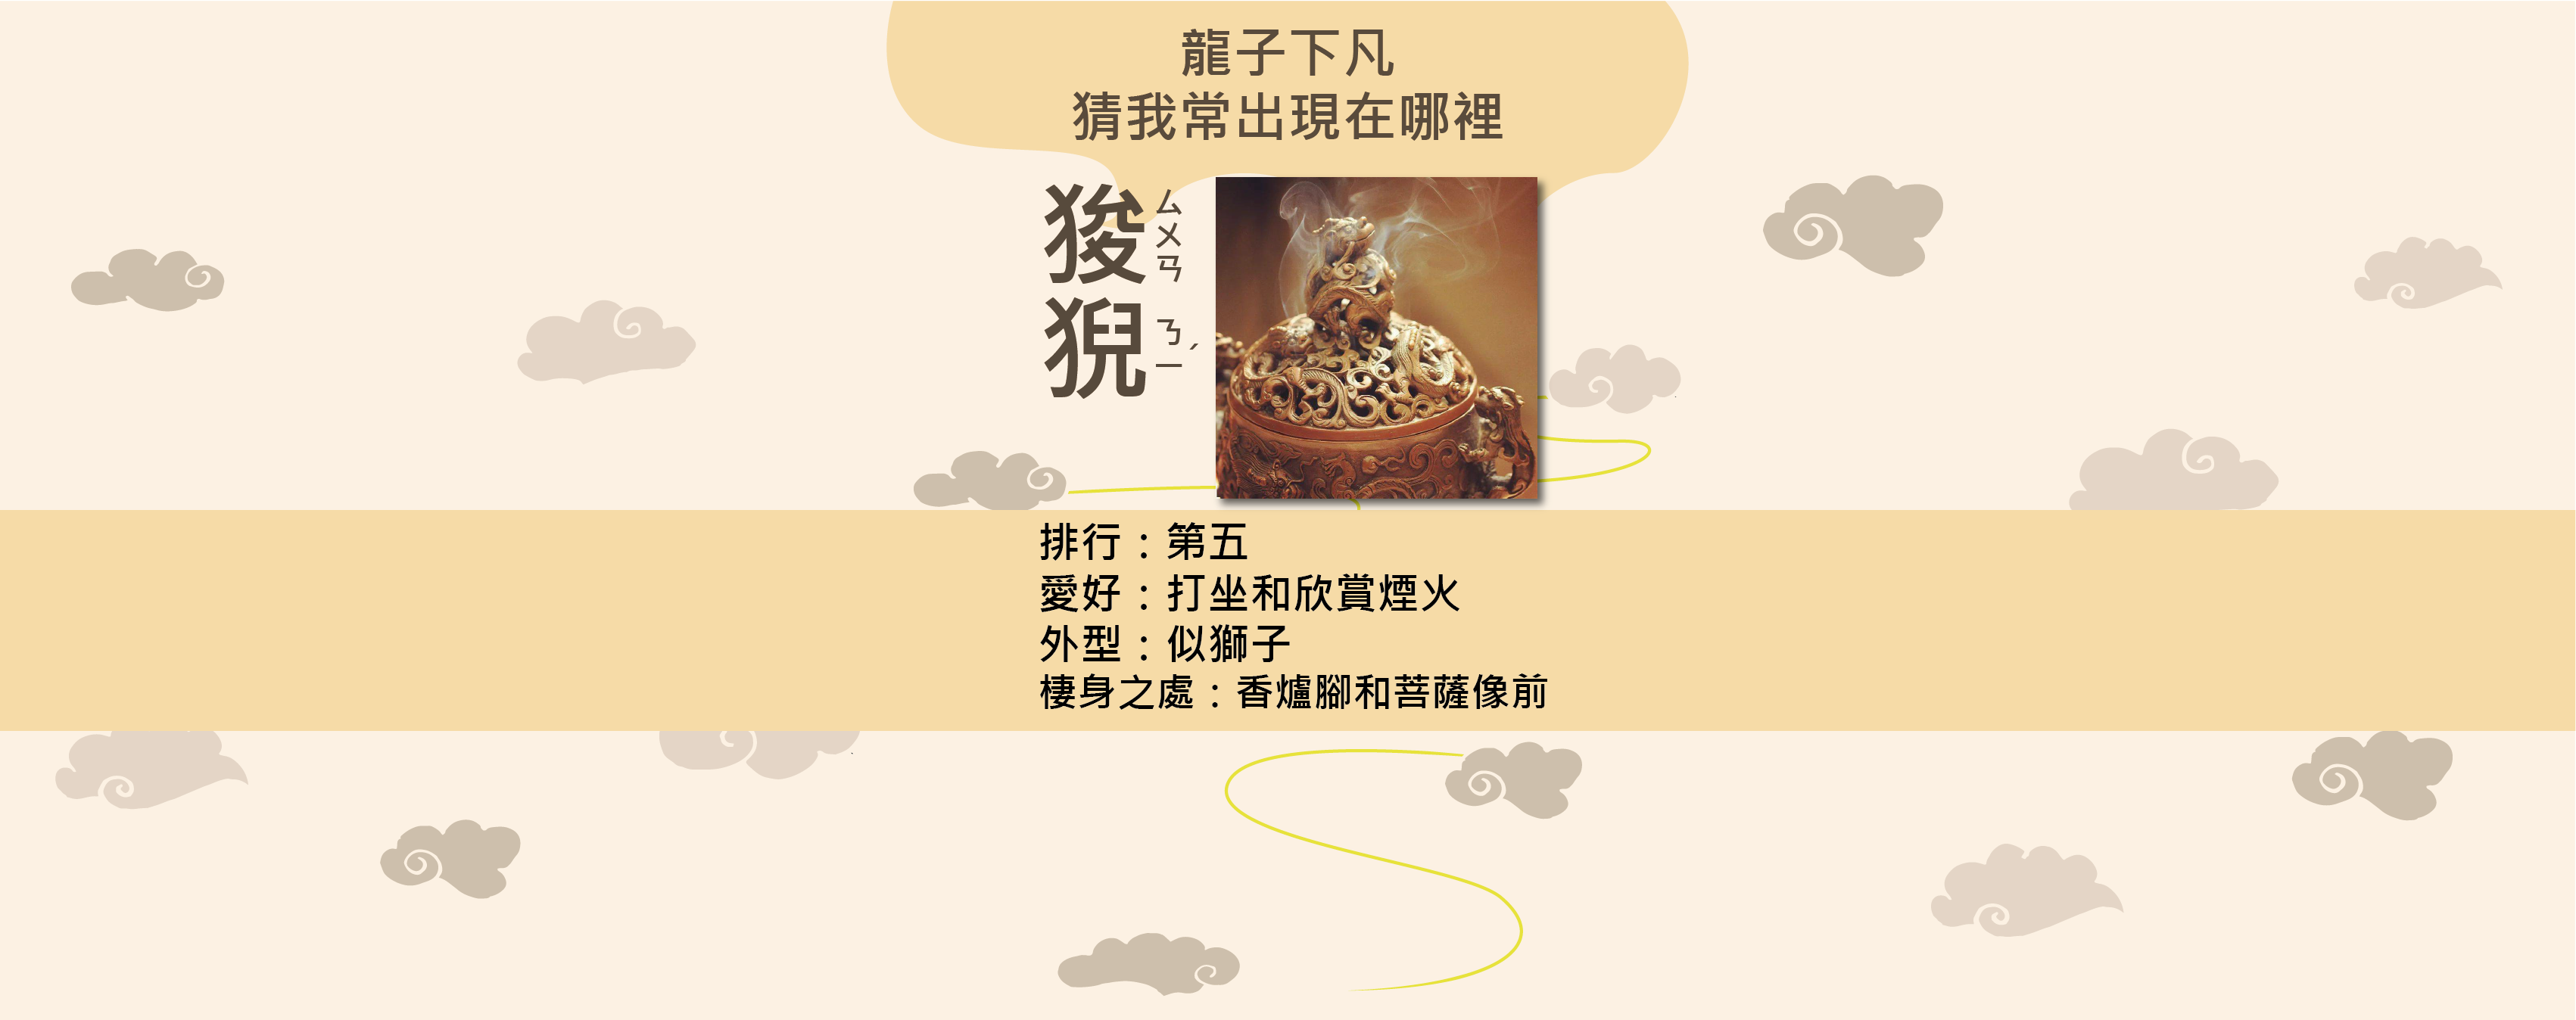 龍子下凡
猜我常出現在哪裡
狻猊
ㄙㄨㄢ ㄋㄧˊ
排行：第五
愛好：打坐和欣賞煙火
外型：似獅子
棲身之處：香爐腳和菩薩像前